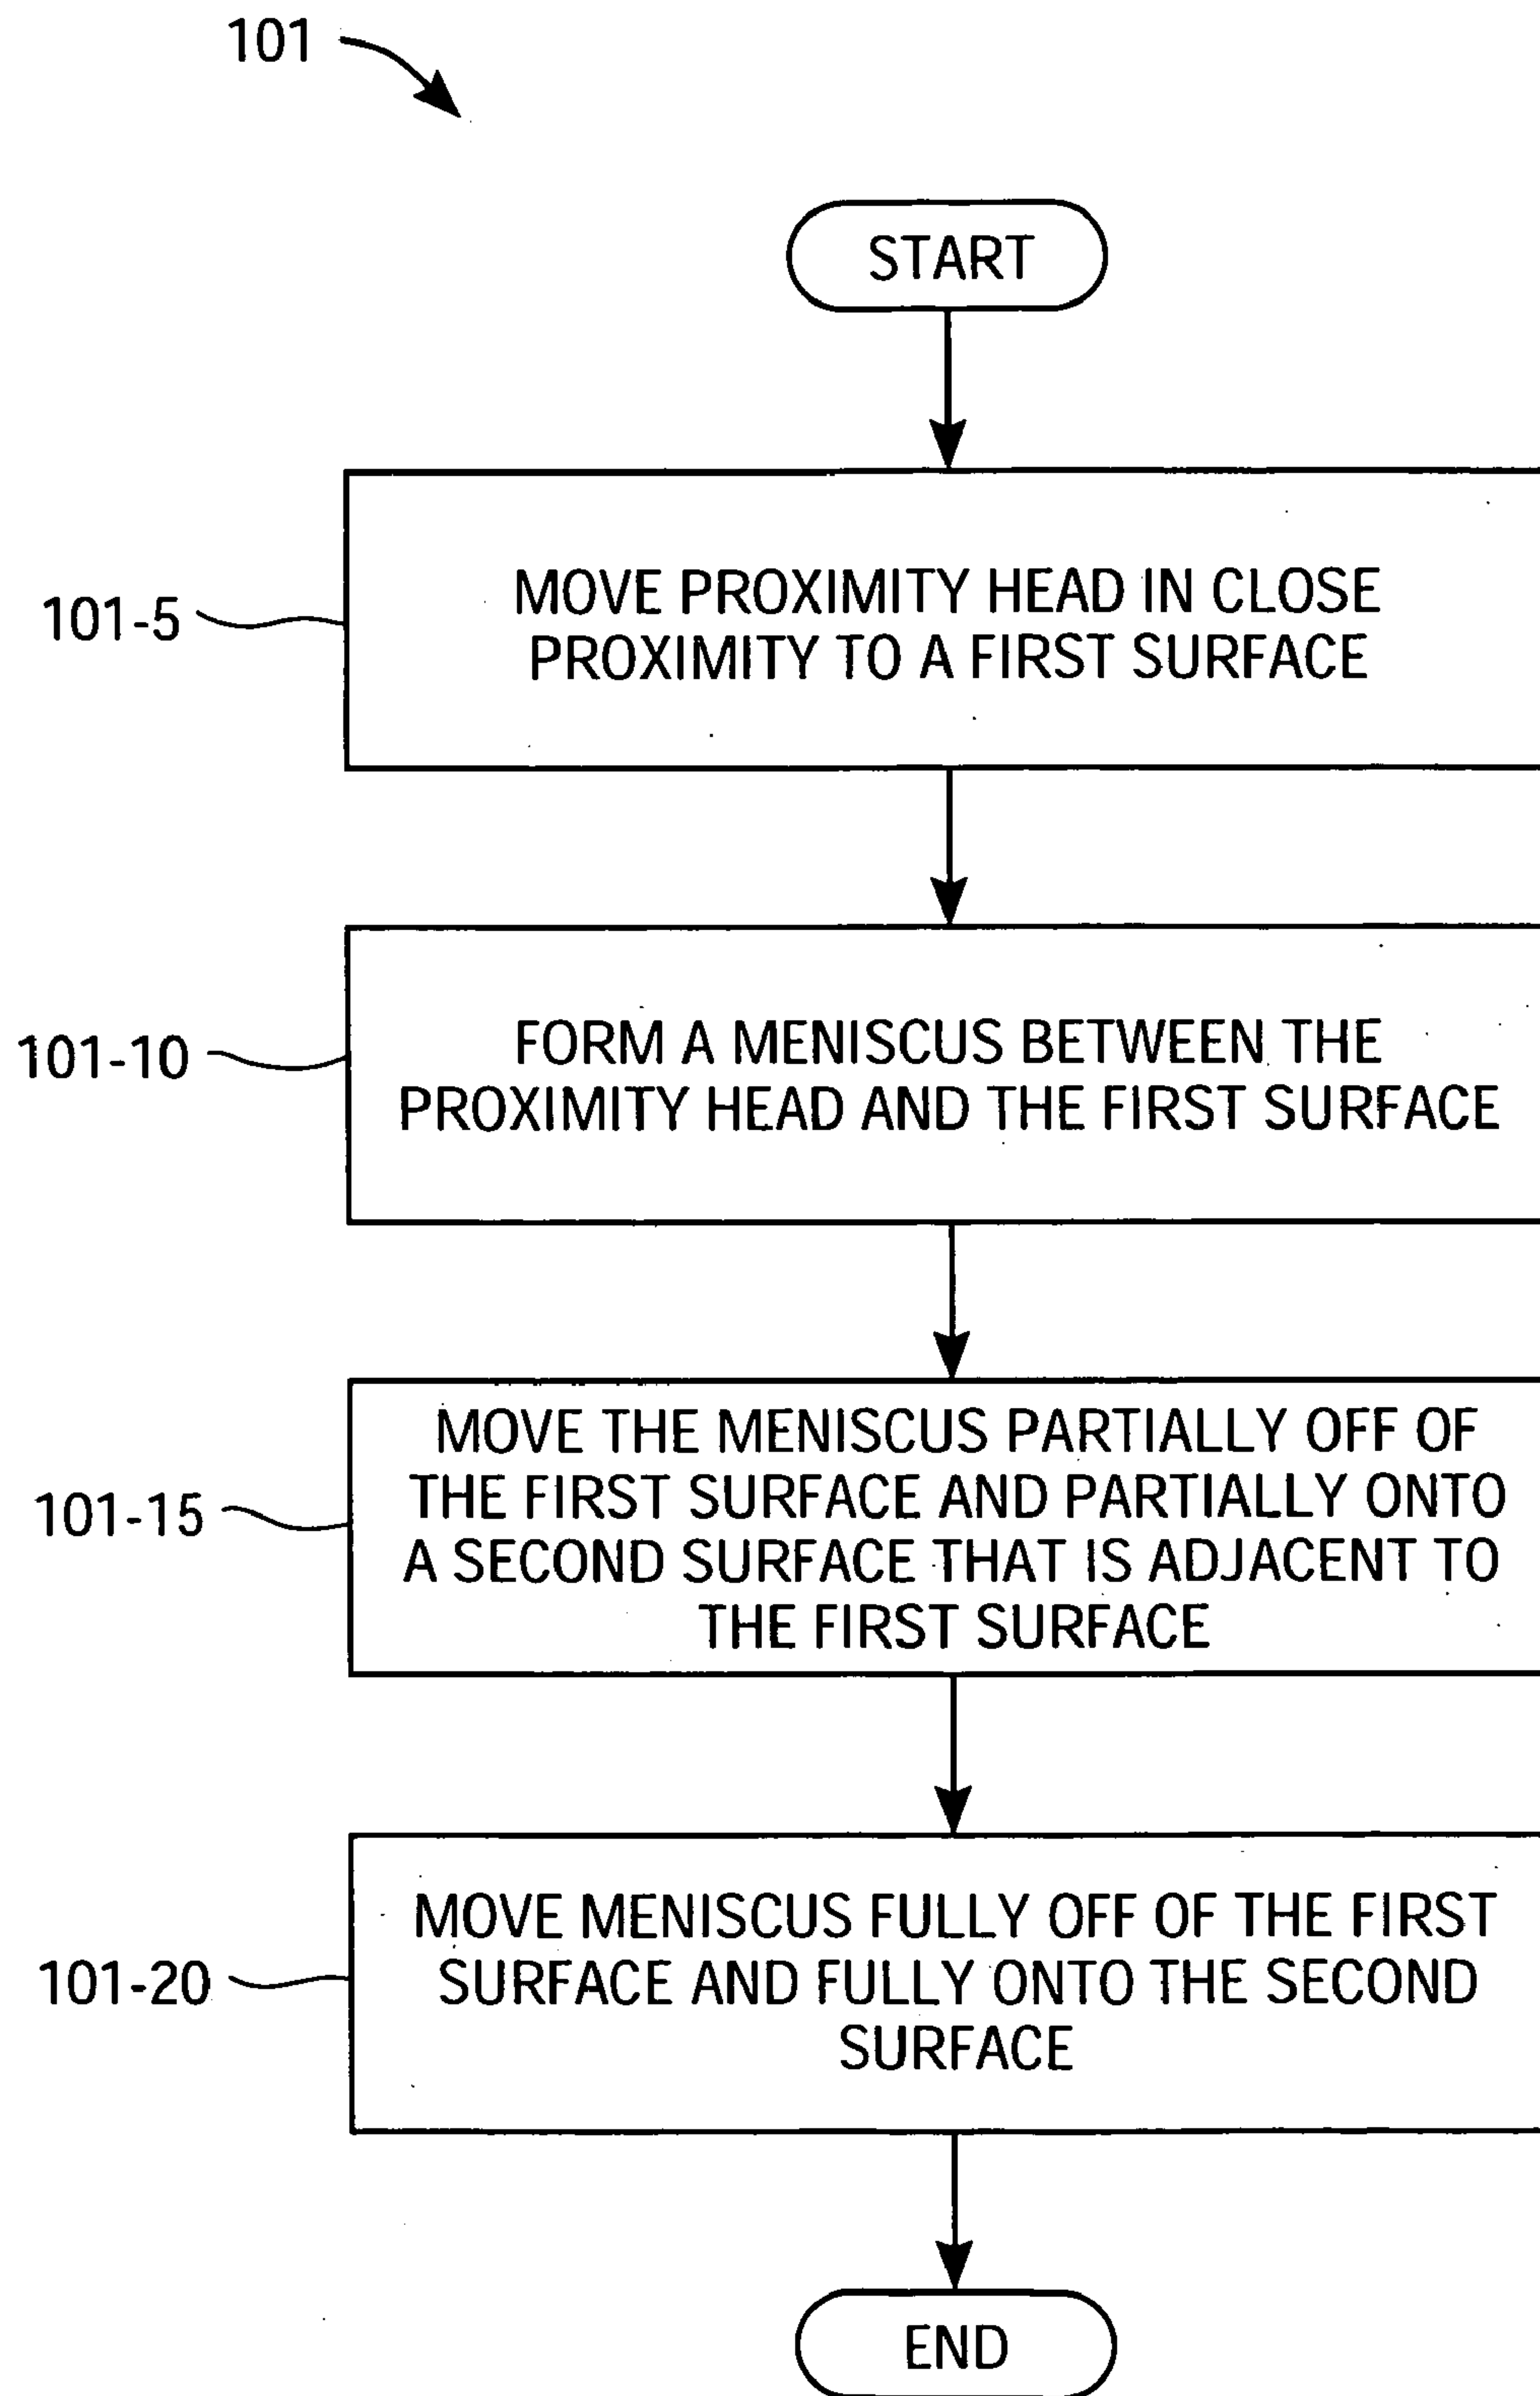 101
START
101-5
MOVE PROXIMITY HEAD IN CLOSE
PROXIMITY TO A FIRST SURFACE
101-10
FORM A MENISCUS BETWEEN THE
PROXIMITY HEAD AND THE FIRST SURFACE
101-15
MOVE THE MENISCUS PARTIALLY OFF OF
THE FIRST SURFACE AND PARTIALLY ONTO
A SECOND SURFACE THAT IS ADJACENT TO
THE FIRST SURFACE
101-20
MOVE MENISCUS FULLY OFF OF THE FIRST
SURFACE AND FULLY ONTO THE SECOND
SURFACE
END